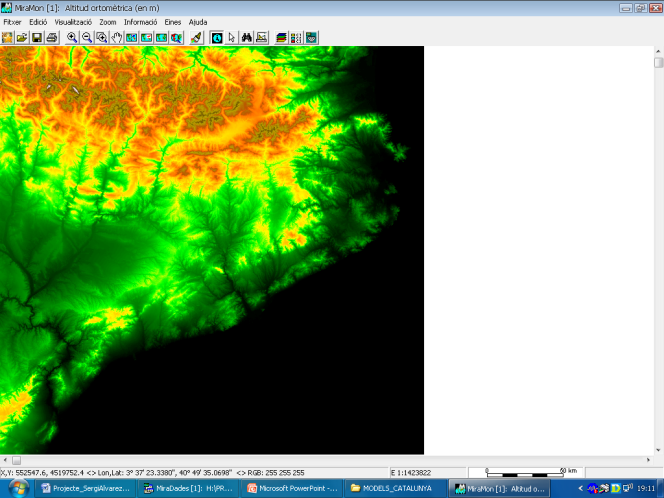 MiraMon [1]: Altitud ortomètrica (en m)
Fitxer Edició Visualització Zoom Informació Eines Ajuda
X,Y: 552547.6, 4519752.4 <> Lon,Lat: 3° 37' 23.3380", 40° 49' 35.0698" <> RGB: 255 255 255
E 1:1423822
0 50 km
Projecte_SergiAlvarez... MiraDades [1]: H:\PR... Microsoft PowerPoint -... MODELS_CATALUNYA MiraMon [1]: Altitud o... 19:11